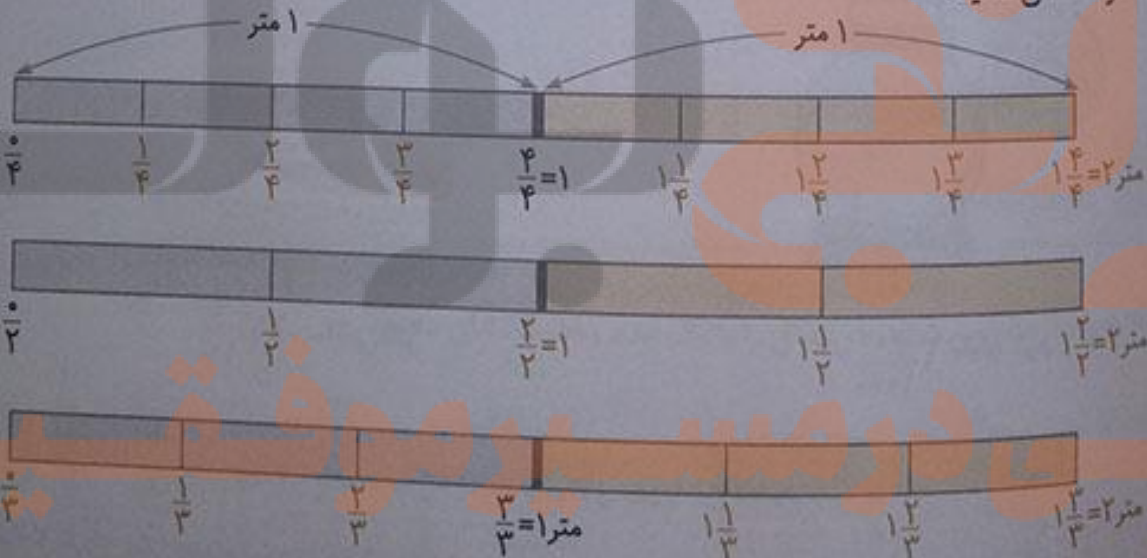 ۱ متر ۱ متر
۰/۴ ۱/۴ ۲/۴ ۳/۴ ۴/۴=۱ ۱ ۱/۴ ۱ ۲/۴ ۱ ۳/۴ ۱ ۴/۴=۲متر
۰/۲ ۱/۲ ۲/۲=۱ ۱ ۱/۲ ۱ ۲/۲=۲متر
۰/۳ ۱/۳ ۲/۳ ۳/۳=۱متر ۱ ۱/۳ ۱ ۲/۳ ۱ ۳/۳=۲متر
درمسیرموفقیت